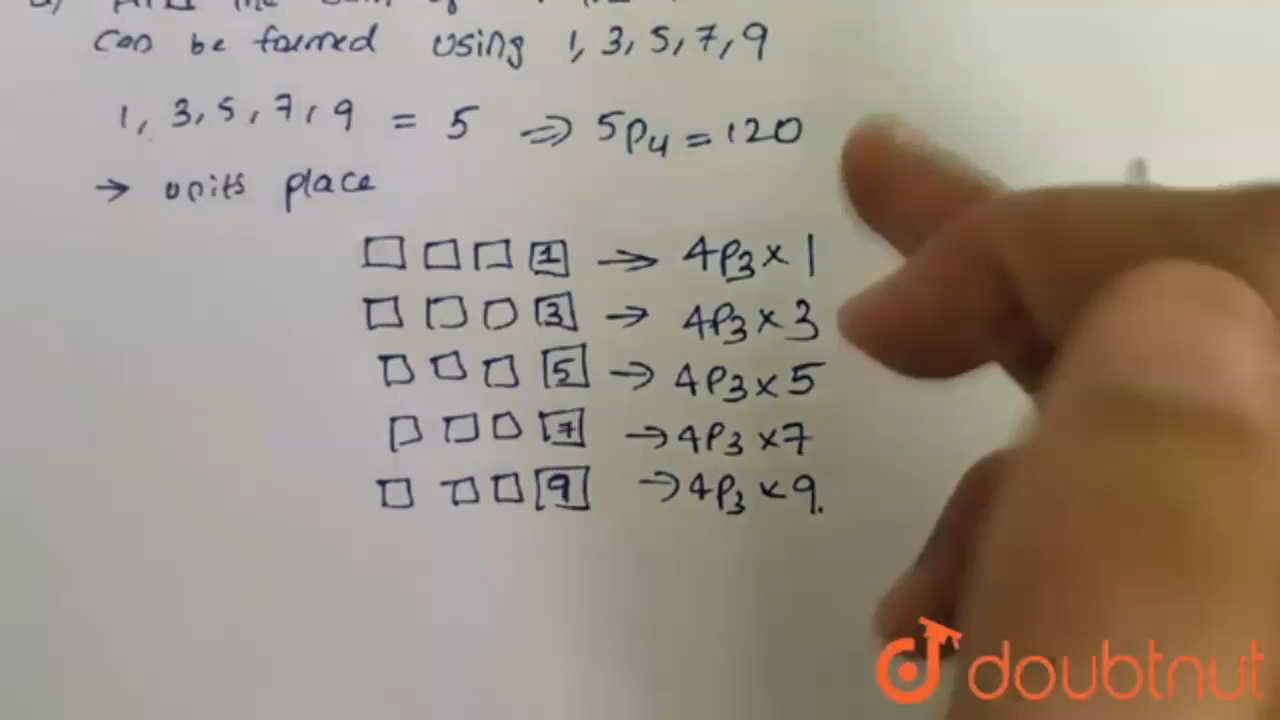 can be formed using 1, 3, 5, 7, 9
1, 3, 5, 7, 9 = 5 ⇒ 5P4 = 120
→ units place
□ □ □ 1 → 4P3 × 1
□ □ □ 3 → 4P3 × 3
□ □ □ 5 → 4P3 × 5
□ □ □ 7 → 4P3 × 7
□ □ □ 9 → 4P3 × 9.
doubtnut